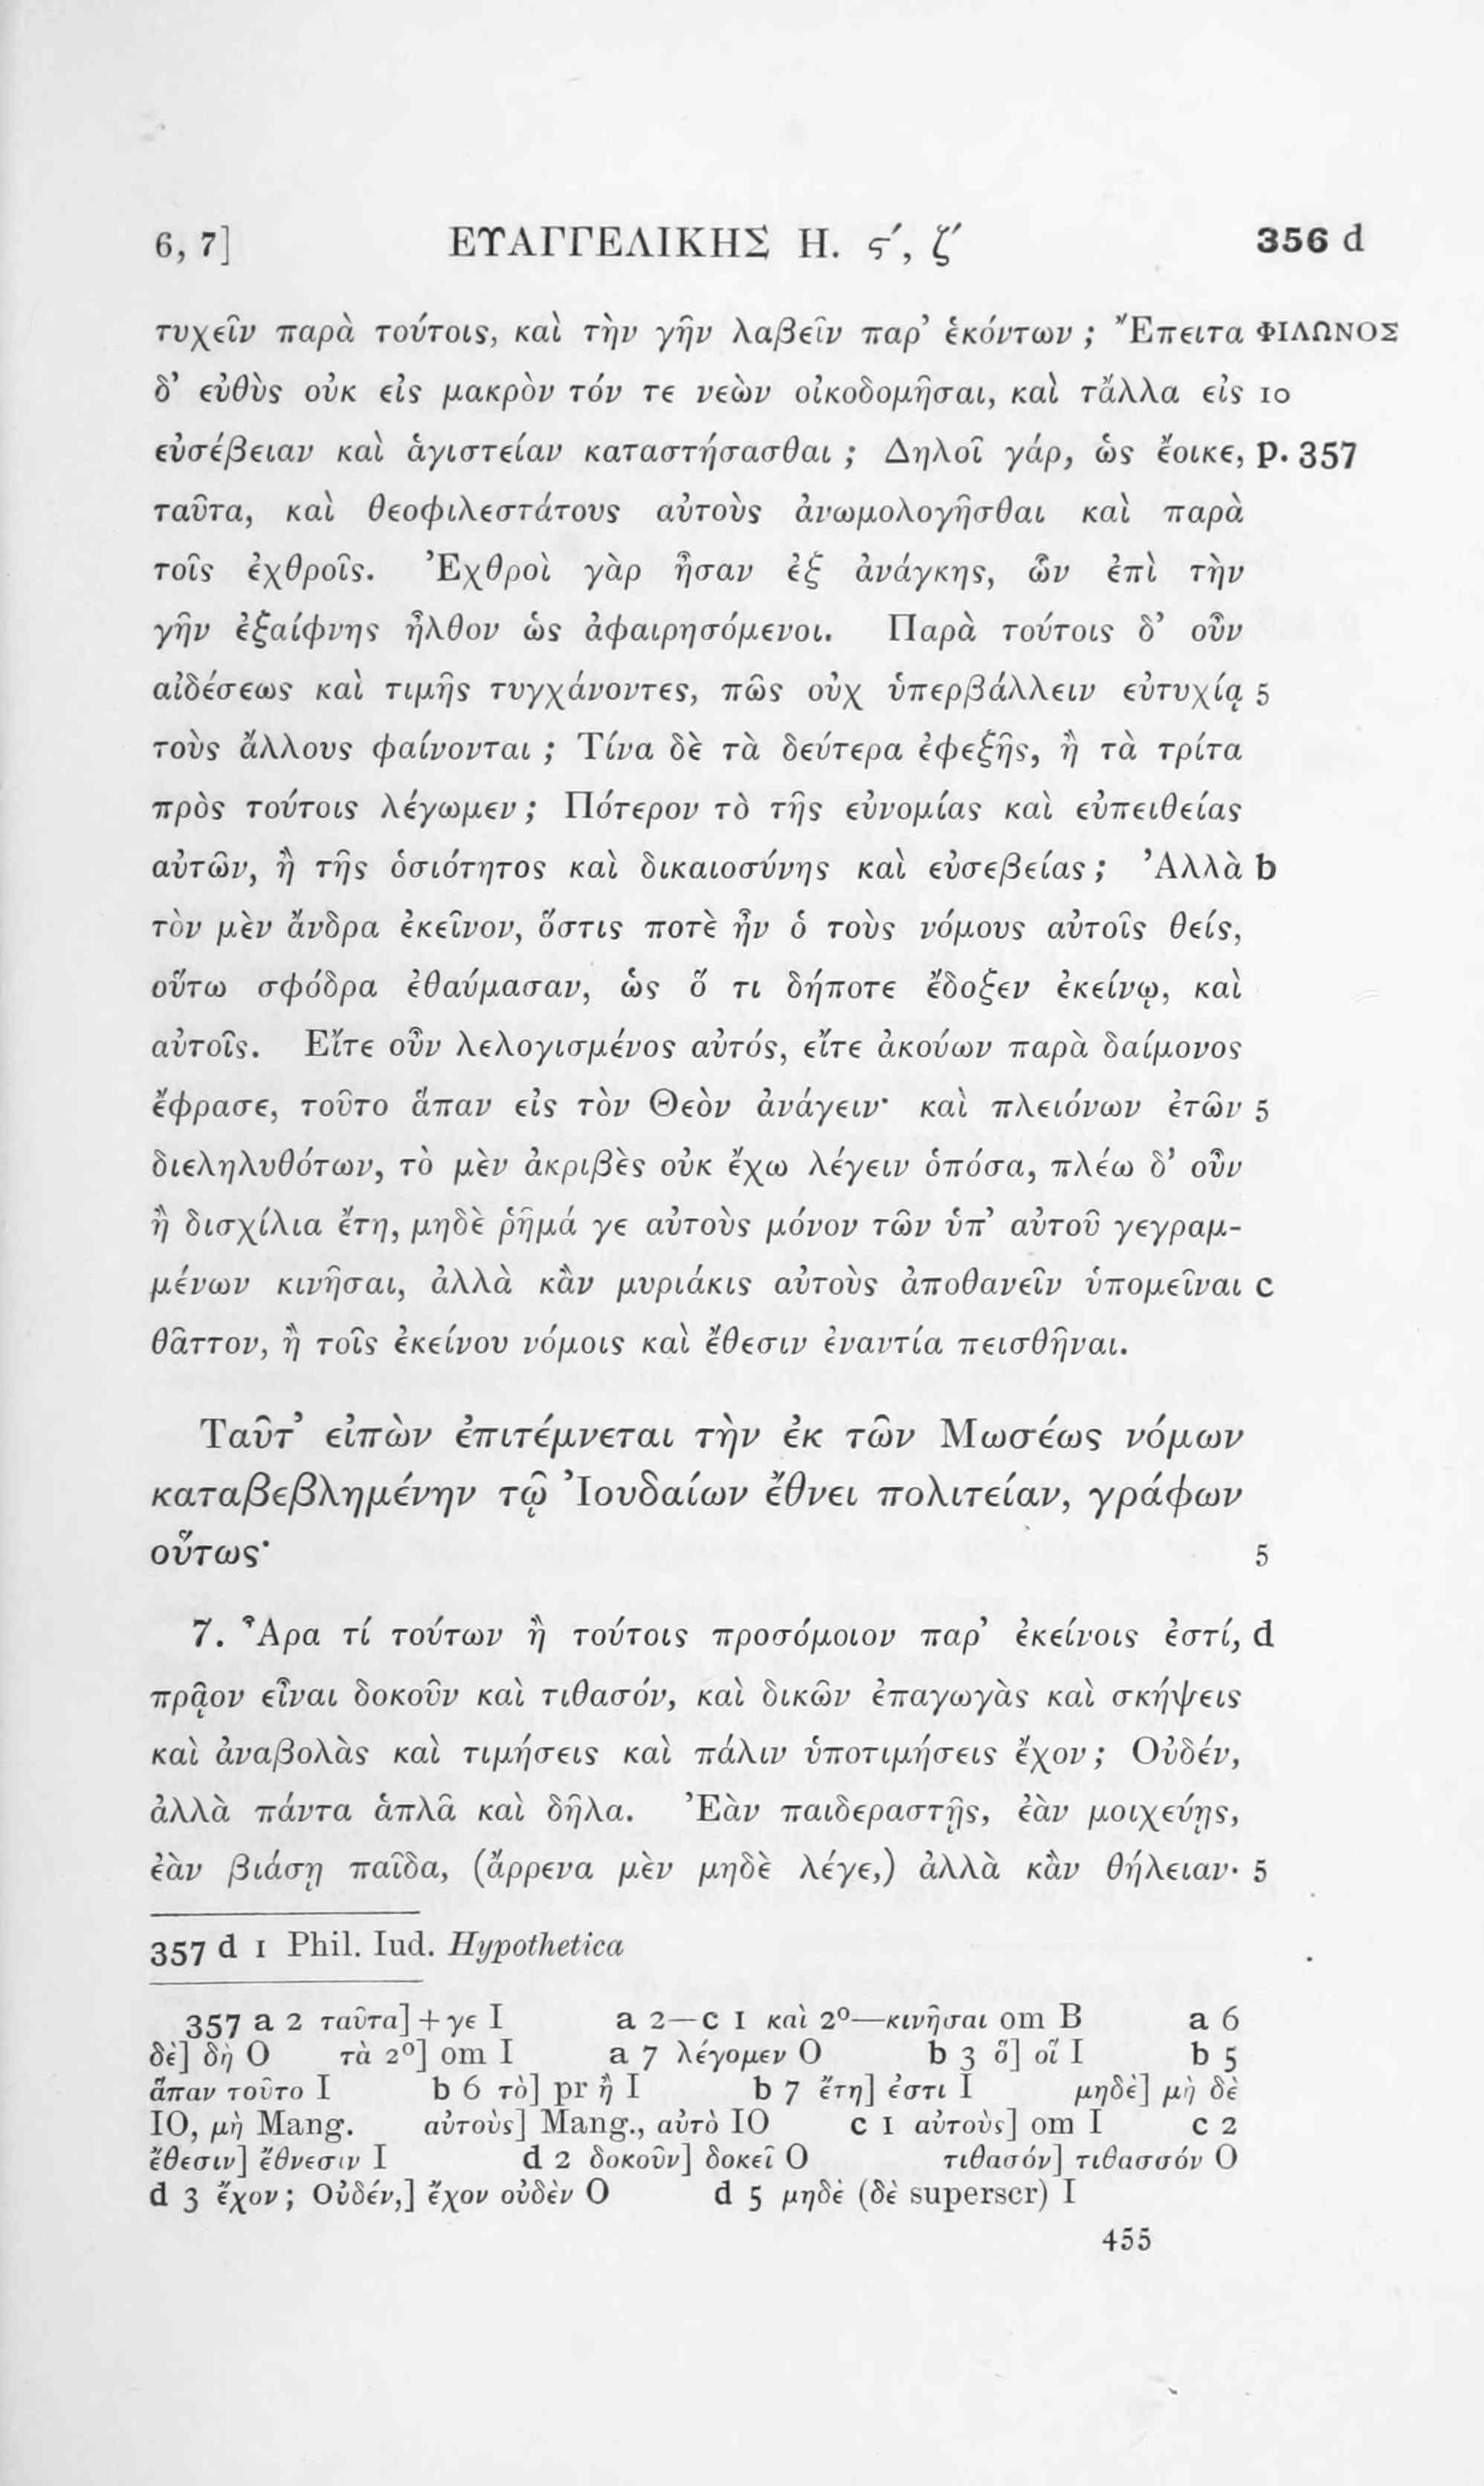 6, 7] ΕΥΑΓΓΕΛΙΚΗΣ Η. ϛ΄, ζ΄ 356 d
τυχεῖν παρὰ τούτοις, καὶ τὴν γῆν λαβεῖν παρ’ ἑκόντων ; Ἔπειτα ΦΙΛΩΝΟΣ
δ’ εὐθὺς οὐκ εἰς μακρὸν τόν τε νεὼν οἰκοδομῆσαι, καὶ τἄλλα εἰς 10
εὐσέβειαν καὶ ἁγιστείαν καταστήσασθαι ; Δηλοῖ γάρ, ὡς ἔοικε, p. 357
ταῦτα, καὶ θεοφιλεστάτους αὐτοὺς ἀνωμολογῆσθαι καὶ παρὰ
τοῖς ἐχθροῖς. Ἐχθροὶ γὰρ ἦσαν ἐξ ἀνάγκης, ὧν ἐπὶ τὴν
γῆν ἐξαίφνης ἦλθον ὡς ἀφαιρησόμενοι. Παρὰ τούτοις δ’ οὖν
αἰδέσεως καὶ τιμῆς τυγχάνοντες, πῶς οὐχ ὑπερβάλλειν εὐτυχίᾳ 5
τοὺς ἄλλους φαίνονται ; Τίνα δὲ τὰ δεύτερα ἐφεξῆς, ἢ τὰ τρίτα
πρὸς τούτοις λέγωμεν ; Πότερον τὸ τῆς εὐνομίας καὶ εὐπειθείας
αὐτῶν, ἢ τῆς ὁσιότητος καὶ δικαιοσύνης καὶ εὐσεβείας ; Ἀλλὰ b
τὸν μὲν ἄνδρα ἐκεῖνον, ὅστις ποτὲ ἦν ὁ τοὺς νόμους αὐτοῖς θείς,
οὕτω σφόδρα ἐθαύμασαν, ὡς ὅ τι δήποτε ἔδοξεν ἐκείνῳ, καὶ
αὐτοῖς. Εἴτε οὖν λελογισμένος αὐτός, εἴτε ἀκούων παρὰ δαίμονος
ἔφρασε, τοῦτο ἅπαν εἰς τὸν Θεὸν ἀνάγειν· καὶ πλειόνων ἐτῶν 5
διεληλυθότων, τὸ μὲν ἀκριβὲς οὐκ ἔχω λέγειν ὁπόσα, πλέω δ’ οὖν
ἢ δισχίλια ἔτη, μηδὲ ῥῆμά γε αὐτοὺς μόνον τῶν ὑπ’ αὐτοῦ γεγραμ-
μένων κινῆσαι, ἀλλὰ κἂν μυριάκις αὐτοὺς ἀποθανεῖν ὑπομεῖναι c
θᾶττον, ἢ τοῖς ἐκείνου νόμοις καὶ ἔθεσιν ἐναντία πεισθῆναι.
Ταῦτ’ εἰπὼν ἐπιτέμνεται τὴν ἐκ τῶν Μωσέως νόμων
καταβεβλημένην τῷ Ἰουδαίων ἔθνει πολιτείαν, γράφων
οὕτως· 5
7. Ἆρα τί τούτων ἢ τούτοις προσόμοιον παρ’ ἐκείνοις ἐστί, d
πρᾷον εἶναι δοκοῦν καὶ τιθασόν, καὶ δικῶν ἐπαγωγὰς καὶ σκήψεις
καὶ ἀναβολὰς καὶ τιμήσεις καὶ πάλιν ὑποτιμήσεις ἔχον ; Οὐδέν,
ἀλλὰ πάντα ἁπλᾶ καὶ δῆλα. Ἐὰν παιδεραστῇς, ἐὰν μοιχεύῃς,
ἐὰν βιάσῃ παῖδα, (ἄρρενα μὲν μηδὲ λέγε,) ἀλλὰ κἂν θήλειαν· 5
357 d 1 Phil. Iud. Hypothetica
357 a 2 ταῦτα] + γε I a 2—c 1 καὶ 2º—κινῆσαι om B a 6
δὲ] δὴ O τὰ 2º] om I a 7 λέγομεν O b 3 ὅ] οἵ I b 5
ἅπαν τοῦτο I b 6 τὸ] pr ἢ I b 7 ἔτη] ἐστι I μηδὲ] μὴ δὲ
IO, μὴ Mang. αὐτοὺς] Mang., αὐτὸ IO c 1 αὐτοὺς] om I c 2
ἔθεσιν] ἔθνεσιν I d 2 δοκοῦν] δοκεῖ O τιθασόν] τιθασσόν O
d 3 ἔχον ; Οὐδέν,] ἔχον οὐδὲν O d 5 μηδὲ (δὲ superscr) I
455